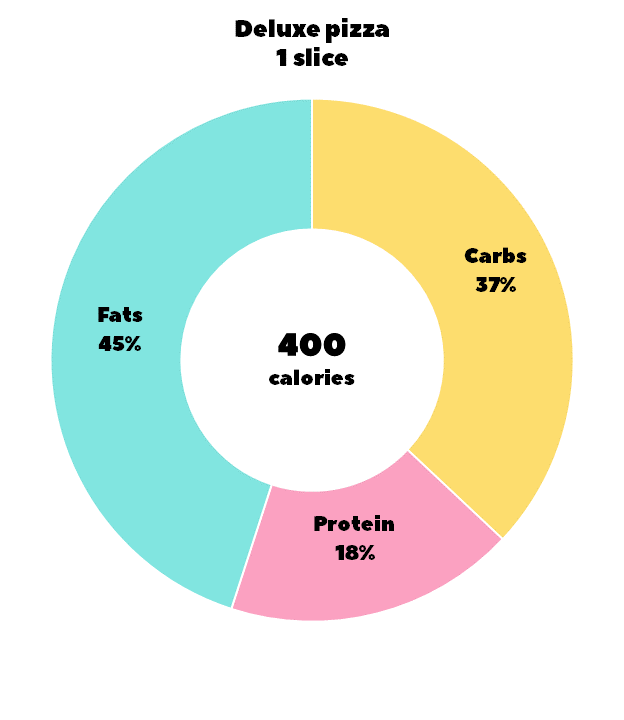 Deluxe pizza
1 slice
Carbs
37%
Fats
45%
400
calories
Protein
18%